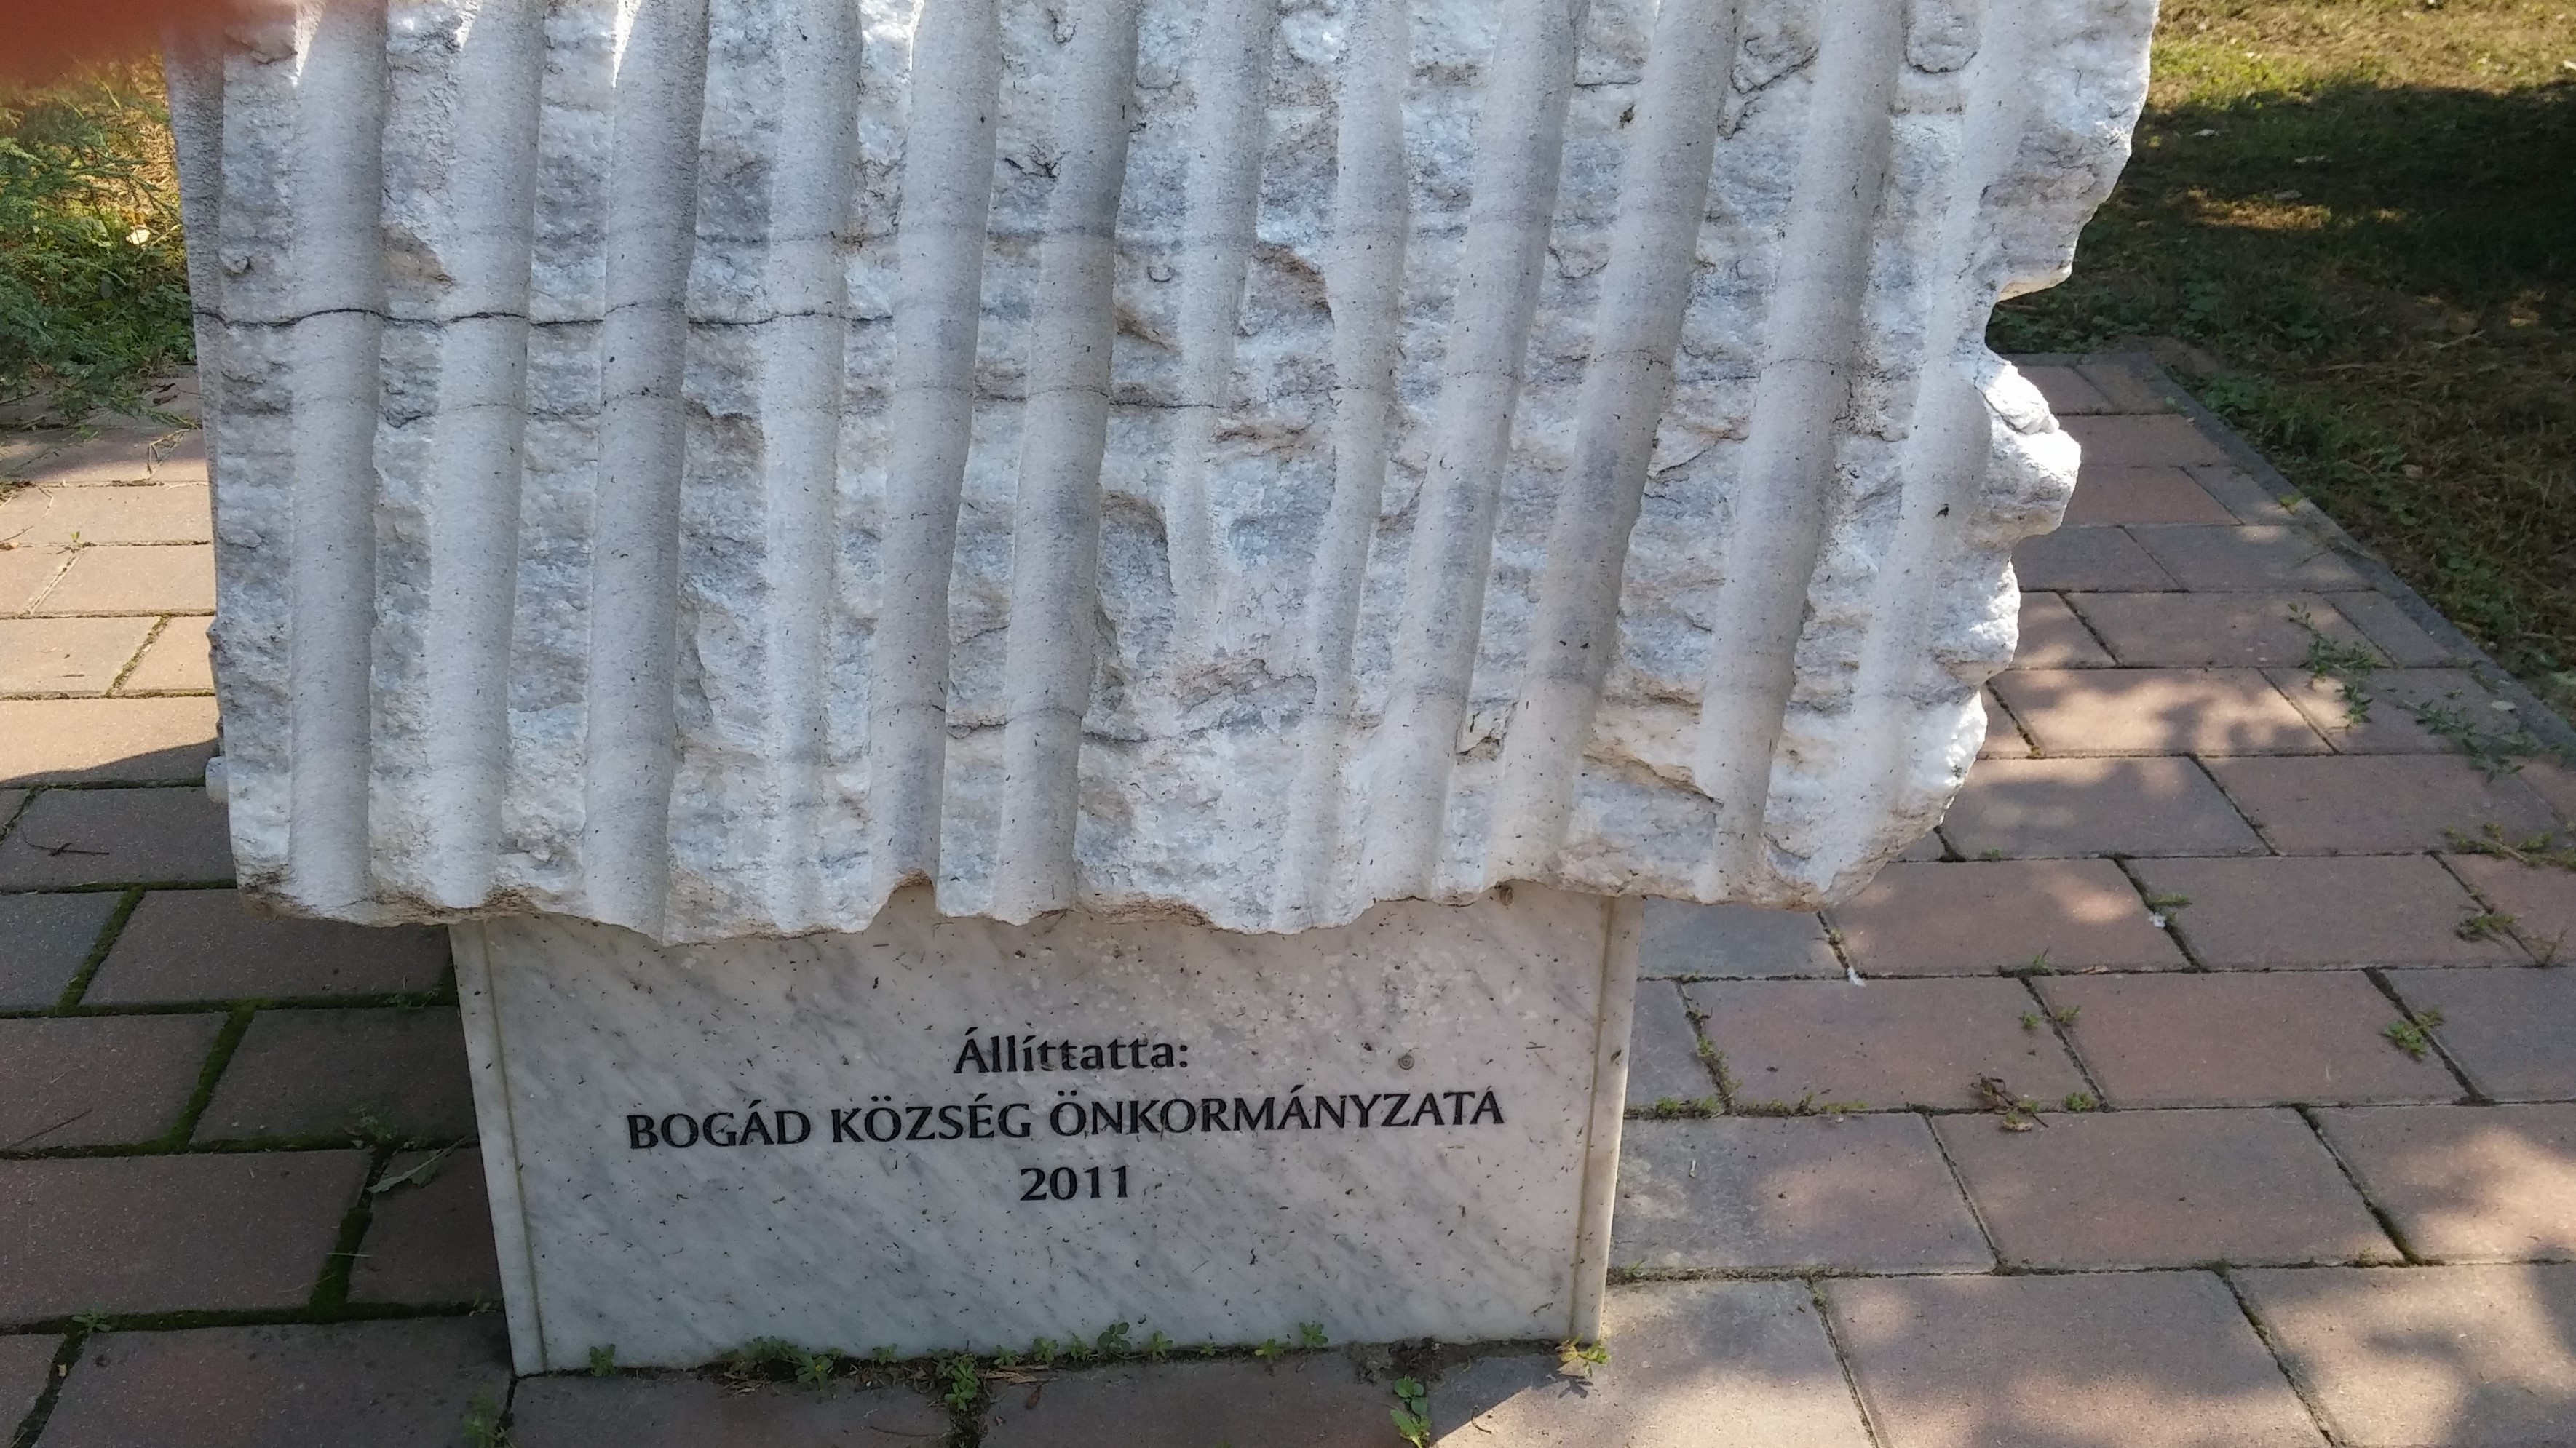 Állíttatta:
BOGÁD KÖZSÉG ÖNKORMÁNYZATA
2011